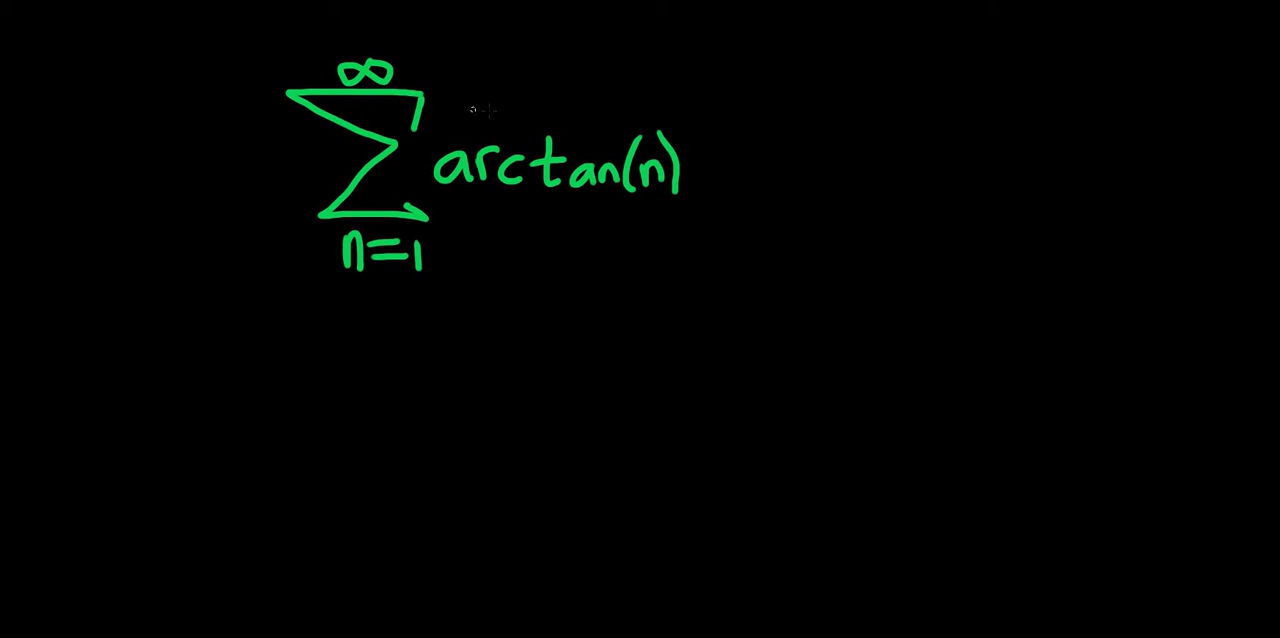 ∞
∑ arctan(n)
n=1